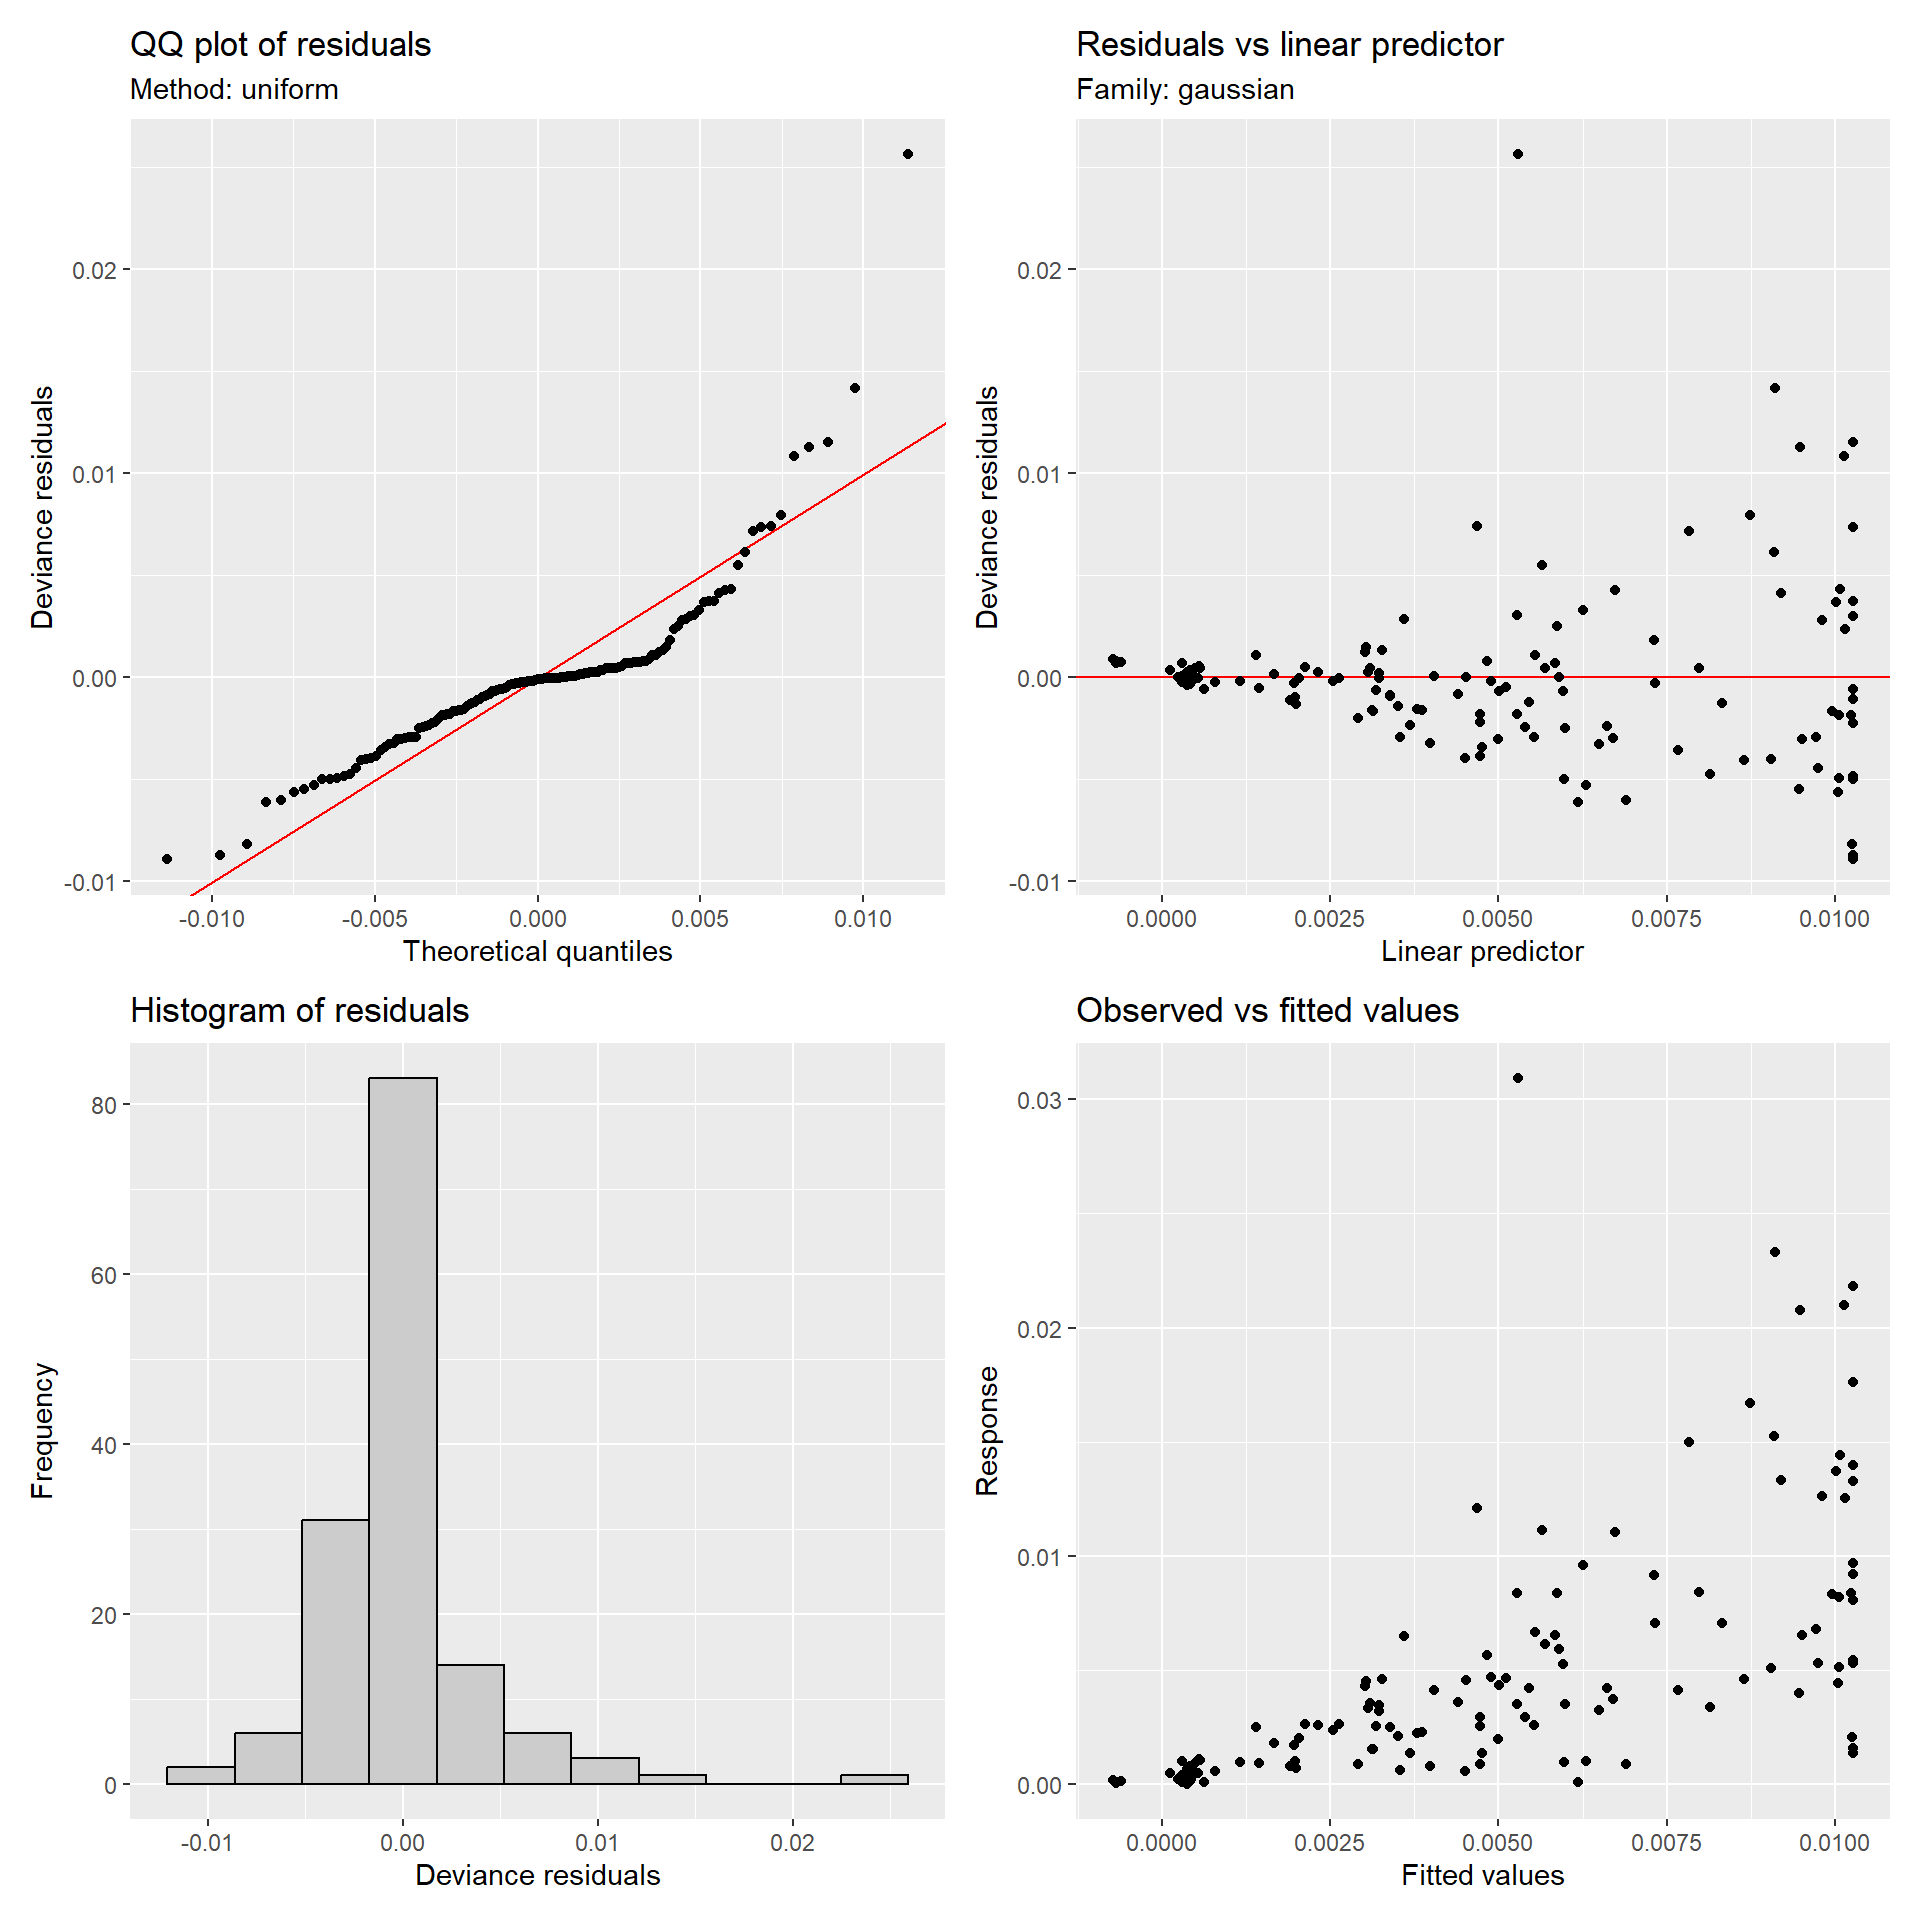 QQ plot of residuals
Method: uniform
Deviance residuals
0.02
0.01
0.00
-0.01
-0.010 -0.005 0.000 0.005 0.010
Theoretical quantiles
Residuals vs linear predictor
Family: gaussian
Deviance residuals
0.02
0.01
0.00
-0.01
0.0000 0.0025 0.0050 0.0075 0.0100
Linear predictor
Histogram of residuals
Frequency
80
60
40
20
0
-0.01 0.00 0.01 0.02
Deviance residuals
Observed vs fitted values
Response
0.03
0.02
0.01
0.00
0.0000 0.0025 0.0050 0.0075 0.0100
Fitted values